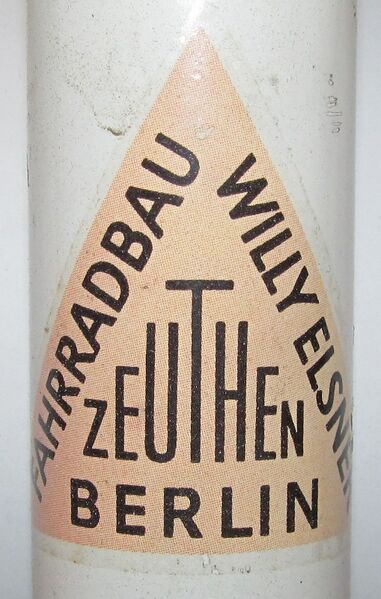 FAHRRADBAU
WILLY ELSNER
ZEUTHEN
BERLIN